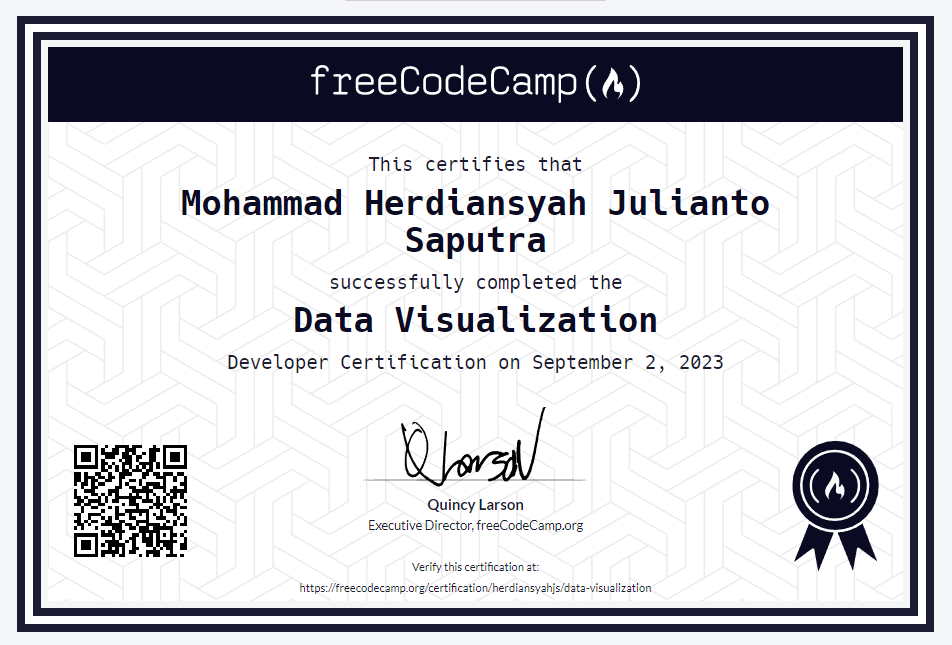 freeCodeCamp
This certifies that
Mohammad Herdiansyah Julianto
Saputra
successfully completed the
Data Visualization
Developer Certification on September 2, 2023
Quincy Larson
Executive Director, freeCodeCamp.org
Verify this certification at:
https://freecodecamp.org/certification/herdiansyahjs/data-visualization